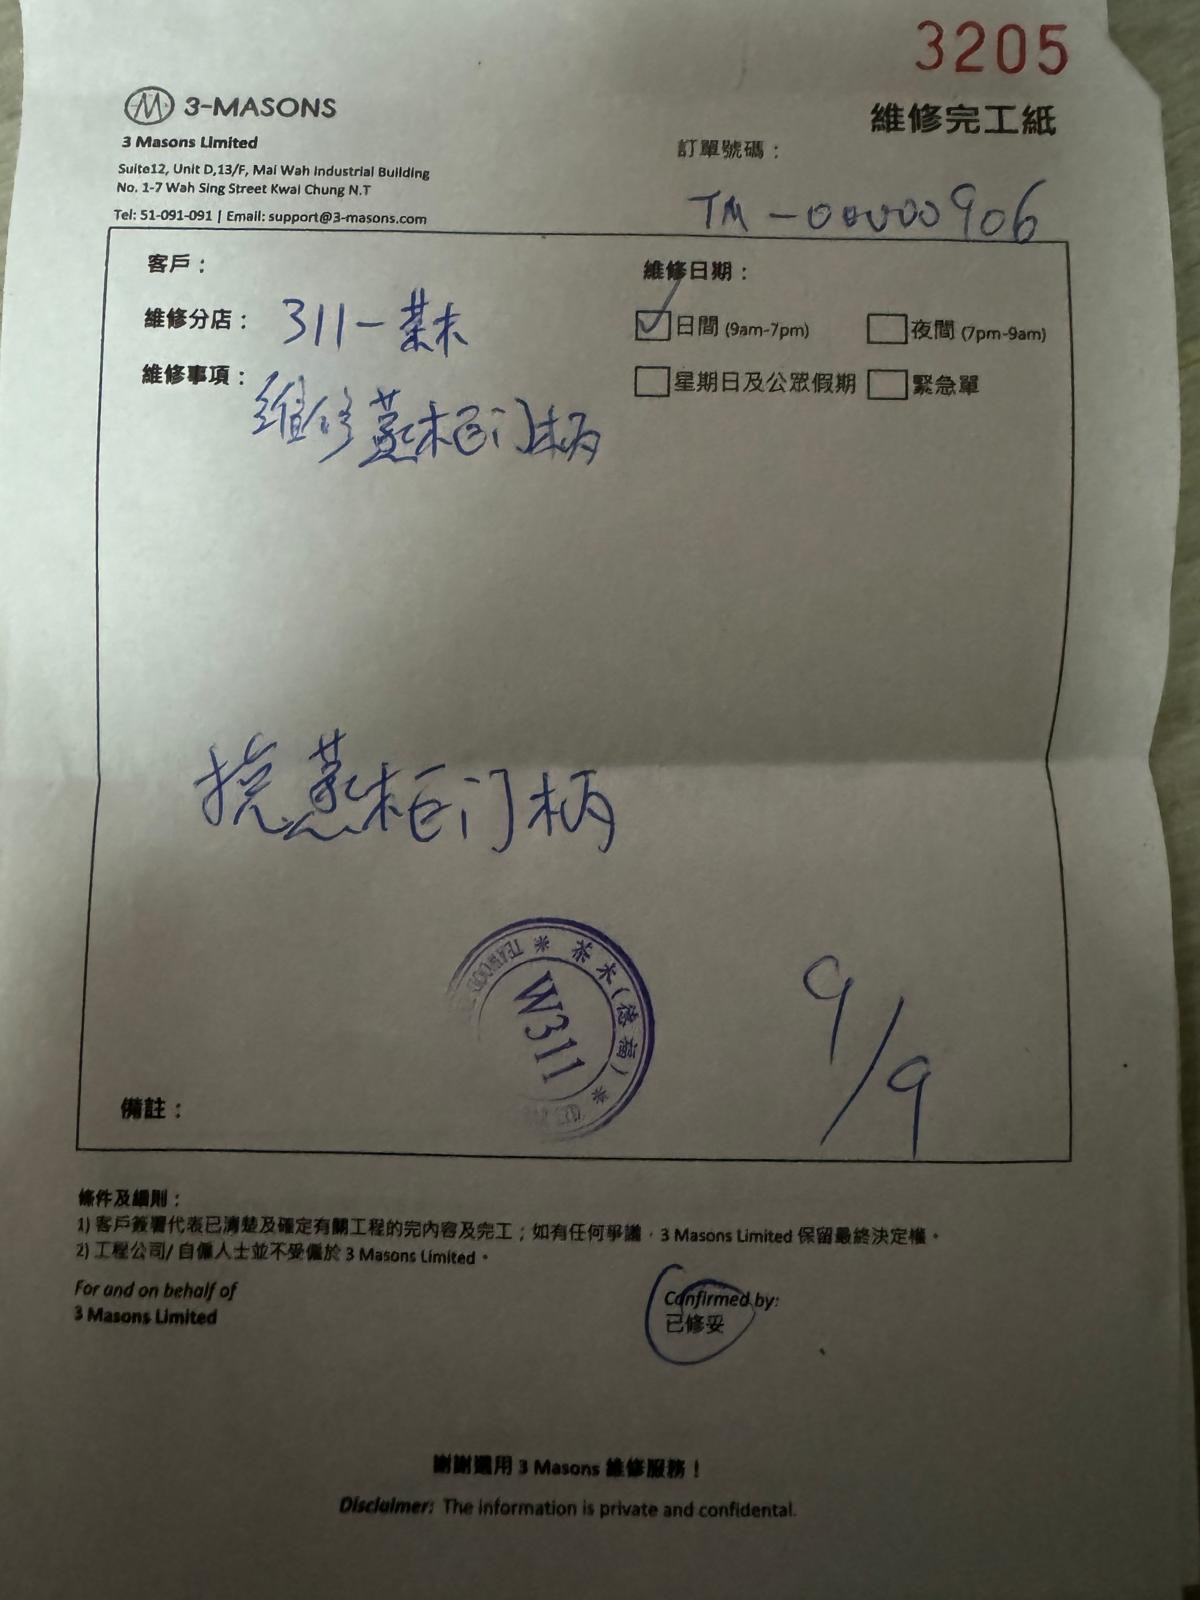 3205
3-MASONS
維修完工紙
3 Masons Limited
訂單號碼：
Suite12, Unit D,13/F, Mai Wah Industrial Building
No. 1-7 Wah Sing Street Kwai Chung N.T
TM-00000906
Tel: 51-091-091 | Email: support@3-masons.com
客戶：
維修日期：
維修分店： 311-茶木
日間 (9am-7pm) 夜間 (7pm-9am)
維修事項：
星期日及公眾假期 緊急單
維修蒸柜门柄
换蒸柜门柄
茶木(德福)
W311
9/9
備註：
條件及細則：
1) 客戶簽署代表已清楚及確定有關工程的完內容及完工；如有任何爭議，3 Masons Limited 保留最終決定權。
2) 工程公司/ 自僱人士並不受僱於 3 Masons Limited。
For and on behalf of
3 Masons Limited
Confirmed by:
已修妥
謝謝選用 3 Masons 維修服務！
Disclaimer: The information is private and confidental.